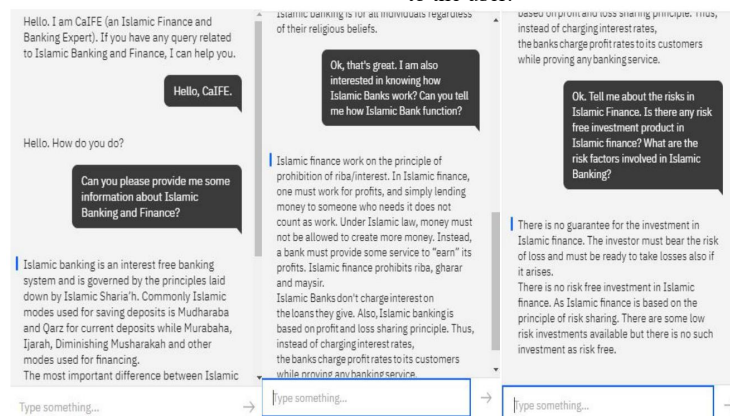 to the user.
Hello. I am CaIFE (an Islamic Finance and
Banking Expert). If you have any query related
to Islamic Banking and Finance, I can help you.
Hello, CaIFE.
Hello. How do you do?
Can you please provide me some
information about Islamic
Banking and Finance?
Islamic banking is an interest free banking
system and is governed by the principles laid
down by Islamic Sharia'h. Commonly Islamic
modes used for saving deposits is Mudharaba
and Qarz for current deposits while Murabaha,
Ijarah, Diminishing Musharakah and other
modes used for financing.
The most important difference between Islamic
Type something...
Islamic banking is for all individuals regardless
of their religious beliefs.
Ok, that's great. I am also
interested in knowing how
Islamic Banks work? Can you tell
me how Islamic Bank function?
Islamic finance work on the principle of
prohibition of riba/interest. In Islamic finance,
one must work for profits, and simply lending
money to someone who needs it does not
count as work. Under Islamic law, money must
not be allowed to create more money. Instead,
a bank must provide some service to "earn" its
profits. Islamic finance prohibits riba, gharar
and maysir.
Islamic Banks don't charge interest on
the loans they give. Also, Islamic banking is
based on profit and loss sharing principle. Thus,
instead of charging interest rates,
the banks charge profit rates to its customers
while proving any banking service.
Type something...
based on profit and loss sharing principle. Thus,
instead of charging interest rates,
the banks charge profit rates to its customers
while proving any banking service.
Ok. Tell me about the risks in
Islamic Finance. Is there any risk
free investment product in
Islamic finance? What are the
risk factors involved in Islamic
Banking?
There is no guarantee for the investment in
Islamic finance. The investor must bear the risk
of loss and must be ready to take losses also if
it arises.
There is no risk free investment in Islamic
finance. As Islamic finance is based on the
principle of risk sharing. There are some low
risk investments available but there is no such
investment as risk free.
Type something...